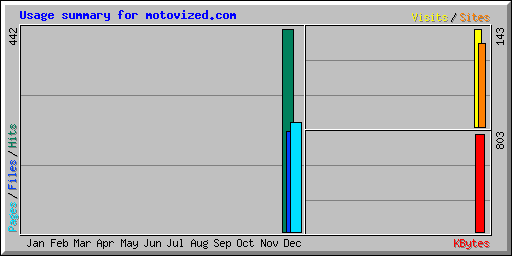 Usage summary for motovized.com
Visits/Sites
442
143
Pages/Files/Hits
803
Jan Feb Mar Apr May Jun Jul Aug Sep Oct Nov Dec
KBytes